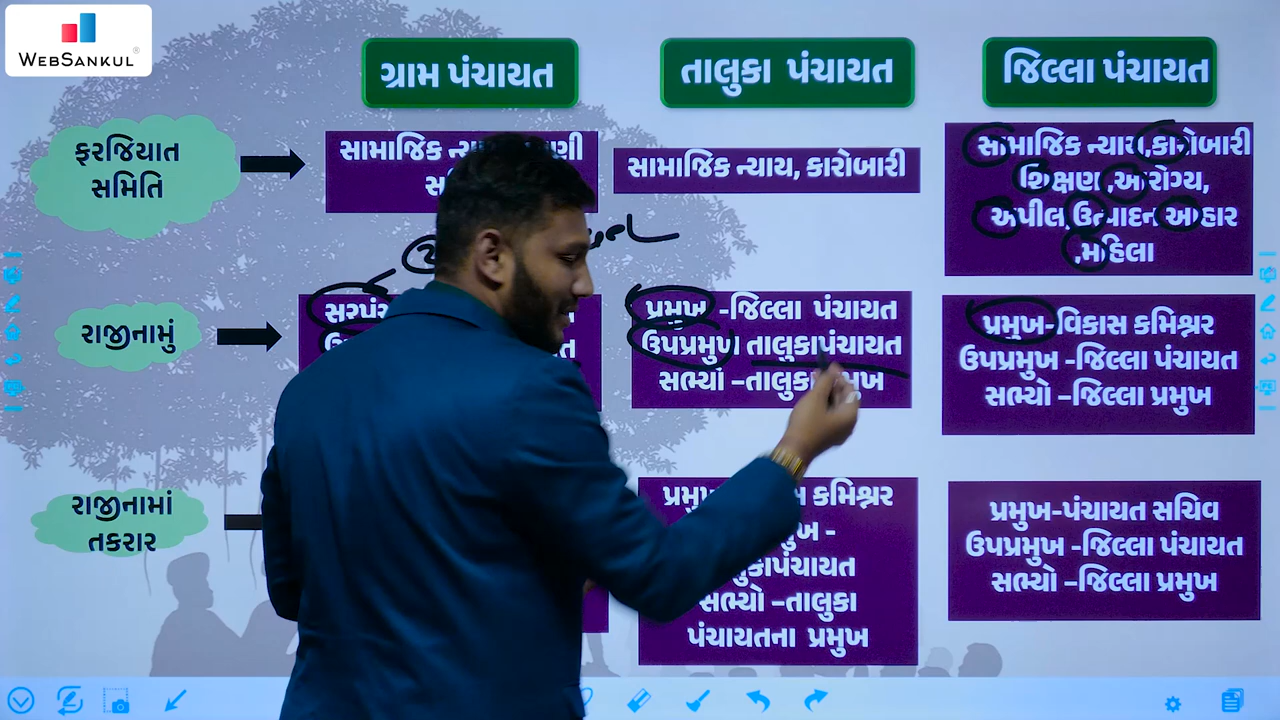 WEBSANKUL®
ગ્રામ પંચાયત
તાલુકા પંચાયત
જિલ્લા પંચાયત
ફરજિયાત
સમિતિ
સામાજિક
સામાજિક ન્યાય, કારોબારી
સામાજિક ન્યાય,કારોબારી
શિક્ષણ ,આરોગ્ય,
અપીલ,ઉત્પાદન આહાર
,મહિલા
રાજીનામું
પ્રમુખ -જિલ્લા પંચાયત
ઉપપ્રમુખ તાલુકાપંચાયત
સભ્યો –તાલુકા
પ્રમુખ-વિકાસ કમિશ્નર
ઉપપ્રમુખ -જિલ્લા પંચાયત
સભ્યો –જિલ્લા પ્રમુખ
રાજીનામાં
તકરાર
કમિશ્નર
સભ્યો –તાલુકા
પંચાયતના પ્રમુખ
પ્રમુખ-પંચાયત સચિવ
ઉપપ્રમુખ -જિલ્લા પંચાયત
સભ્યો –જિલ્લા પ્રમુખ